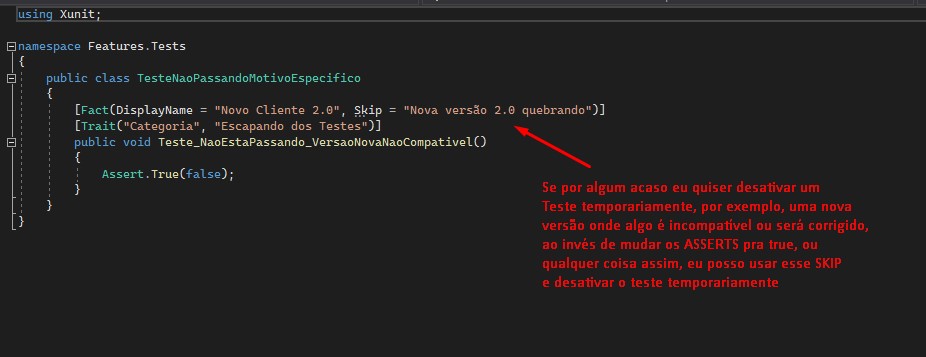 using Xunit;
namespace Features.Tests
{
public class TesteNaoPassandoMotivoEspecifico
{
[Fact(DisplayName = "Novo Cliente 2.0", Skip = "Nova versão 2.0 quebrando")]
[Trait("Categoria", "Escapando dos Testes")]
public void Teste_NaoEstaPassando_VersaoNovaNaoCompativel()
{
Assert.True(false);
}
}
}
Se por algum acaso eu quiser desativar um
Teste temporariamente, por exemplo, uma nova
versão onde algo é incompatível ou será corrigido,
ao invés de mudar os ASSERTS pra true, ou
qualquer coisa assim, eu posso usar esse SKIP
e desativar o teste temporariamente